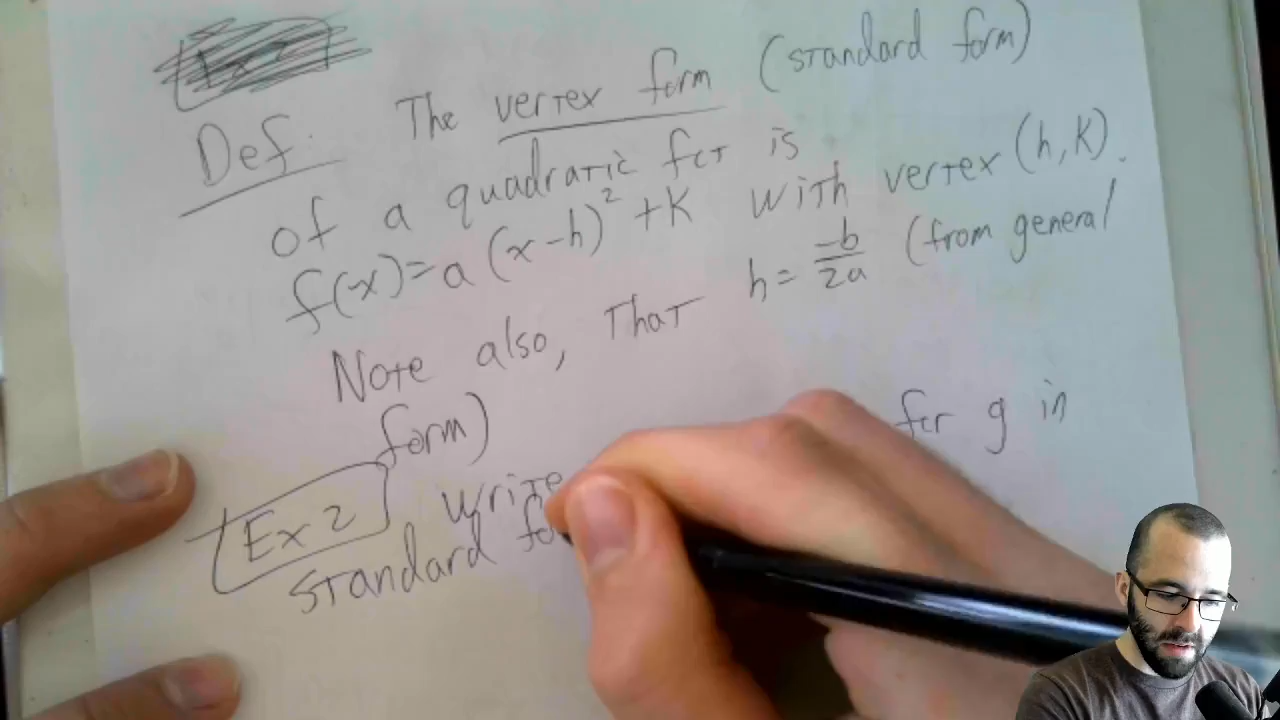 Def. The vertex form (standard form)
of a quadratic fct is
f(x)=a(x-h)² +K with vertex (h,K).
Note also, that h= -b/2a (from general
form)
Ex 2 write for g in
standard fo